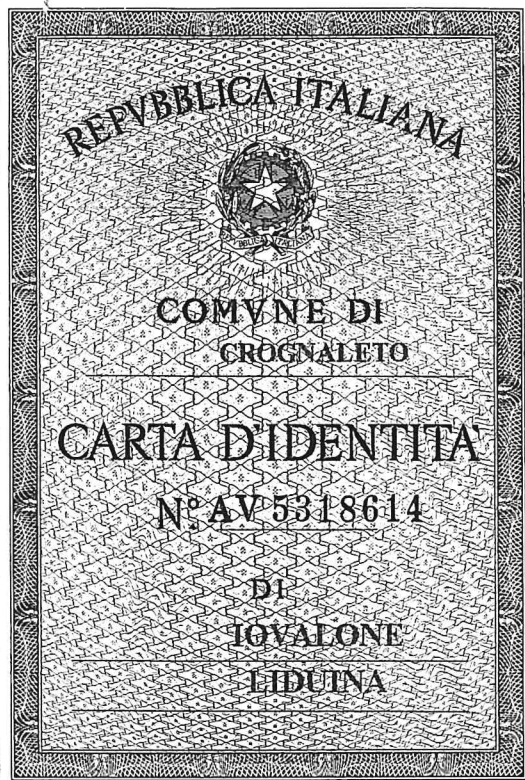 REPVBBLICA ITALIANA
COMVNE DI
CROGNALETO
CARTA D'IDENTITA'
N° AV 5318614
DI
IOVALONE
LIDUINA